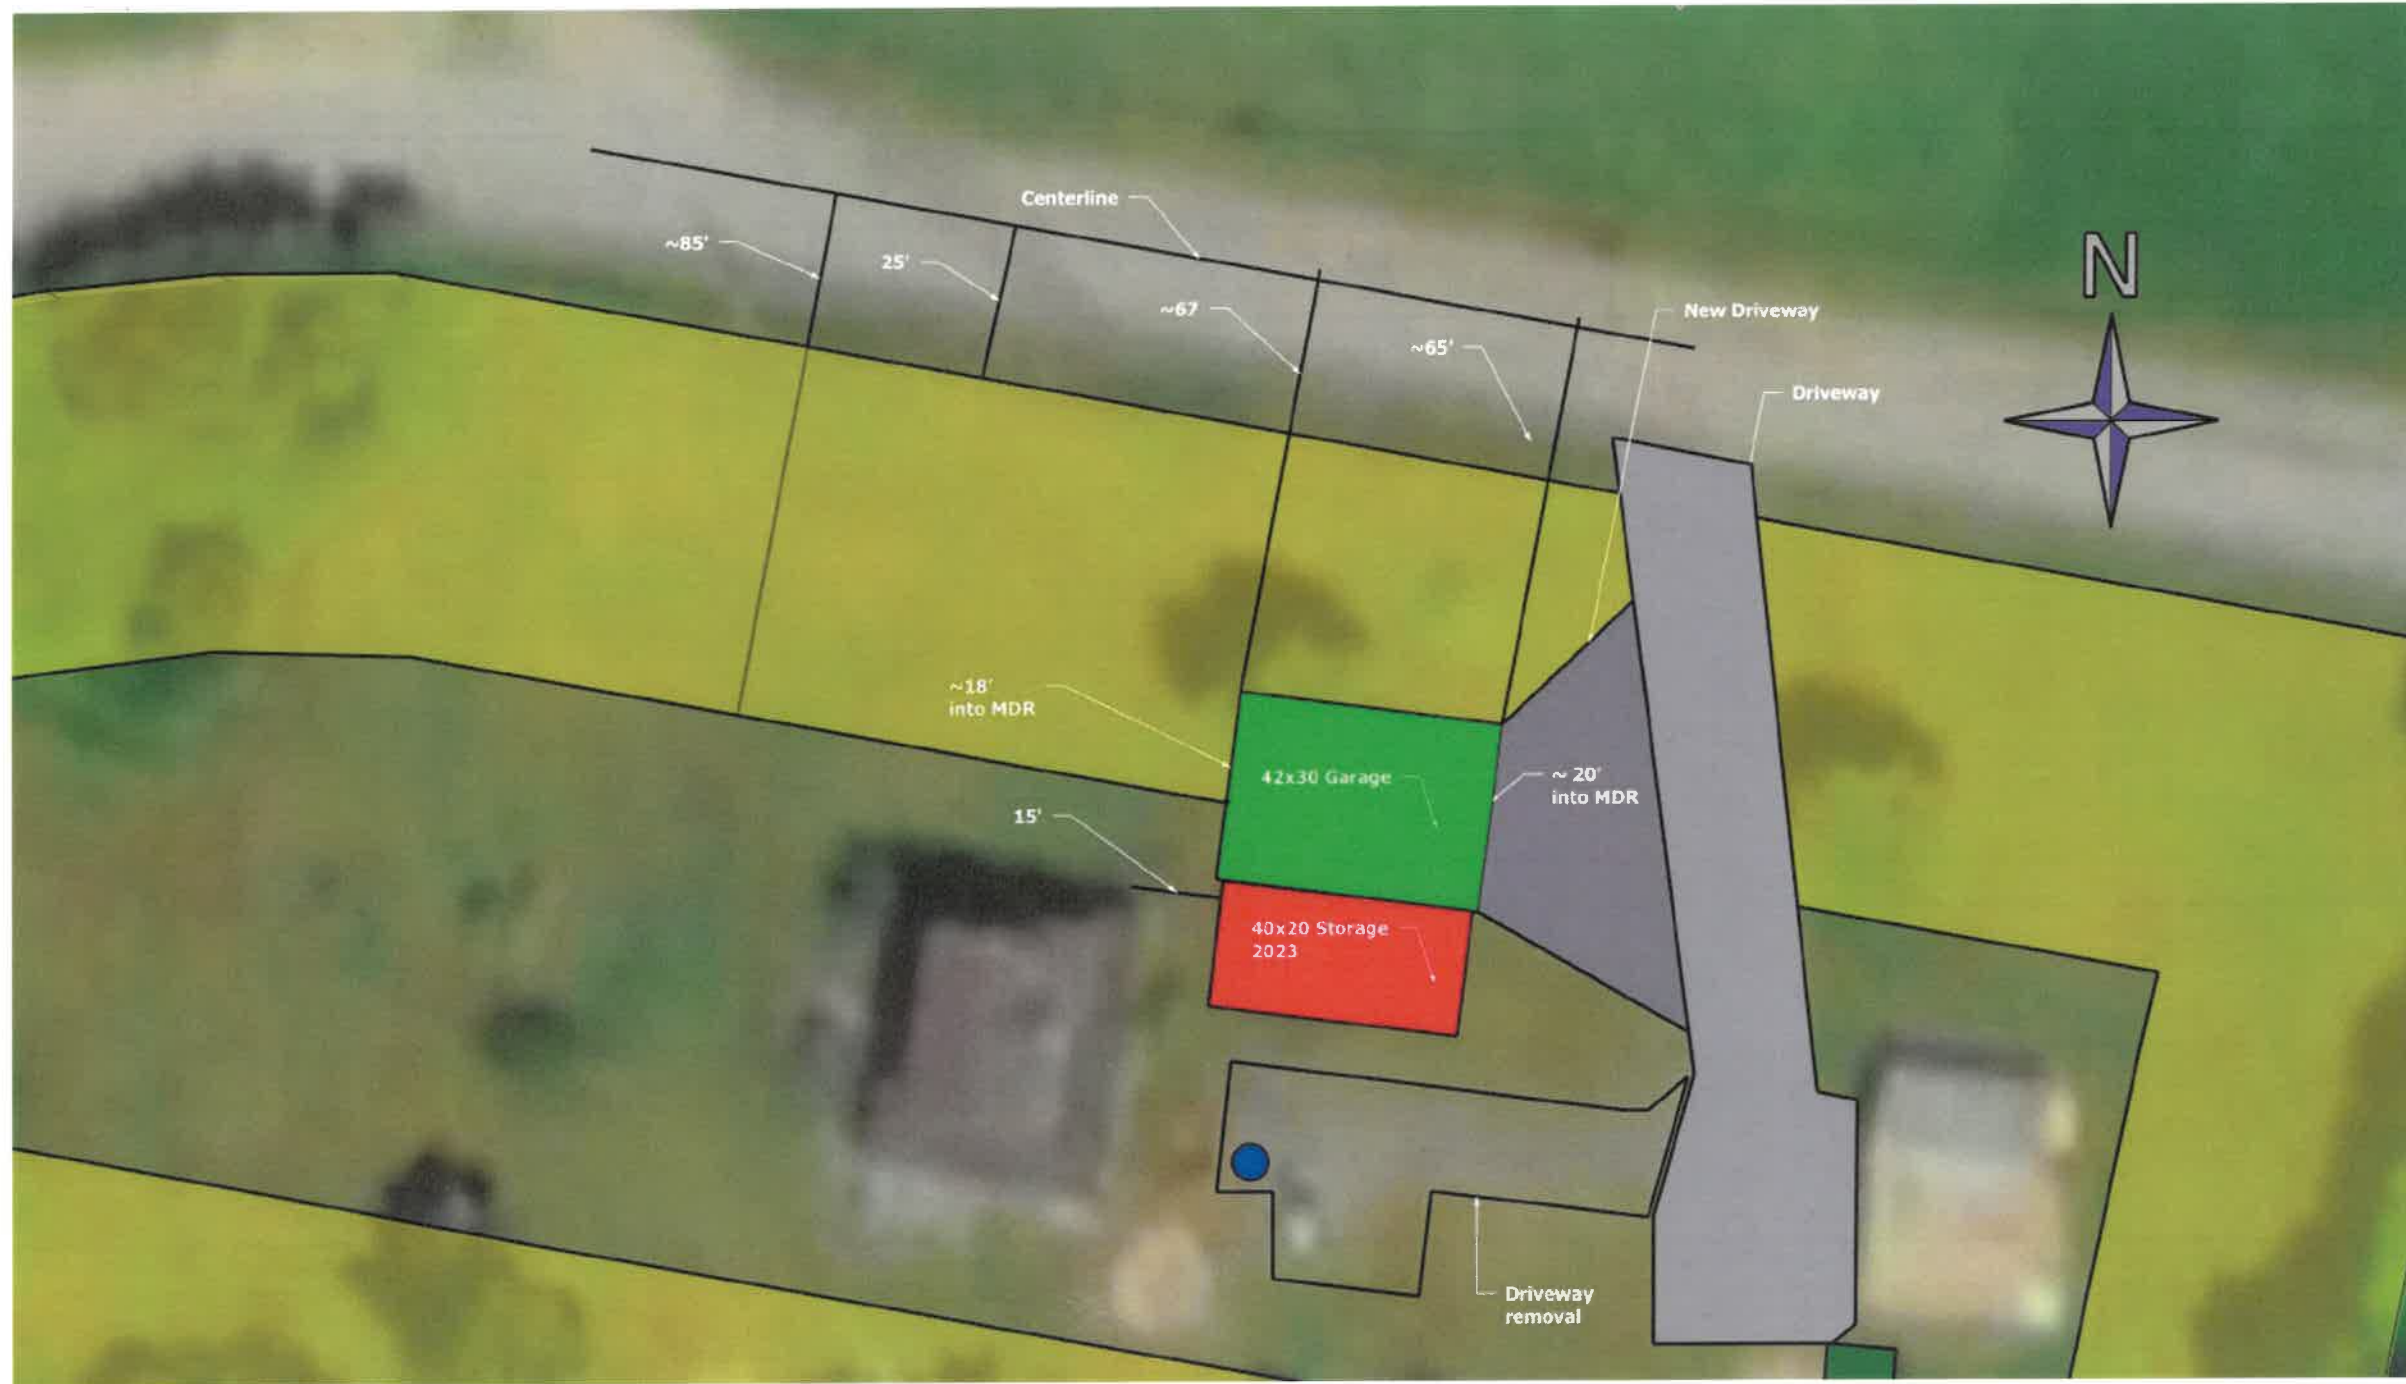 Centerline
~85'
25'
~67
~65'
New Driveway
Driveway
N
~18'
into MDR
42x30 Garage
~ 20'
into MDR
15'
40x20 Storage
2023
Driveway
removal